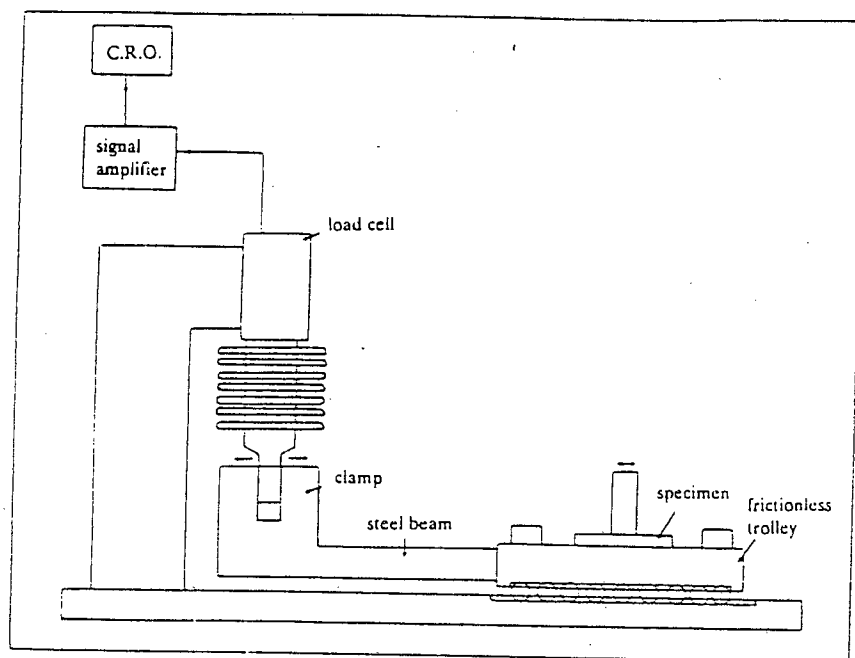 C.R.O.
signal
amplifier
load cell
clamp
steel beam
specimen
frictionless
trolley